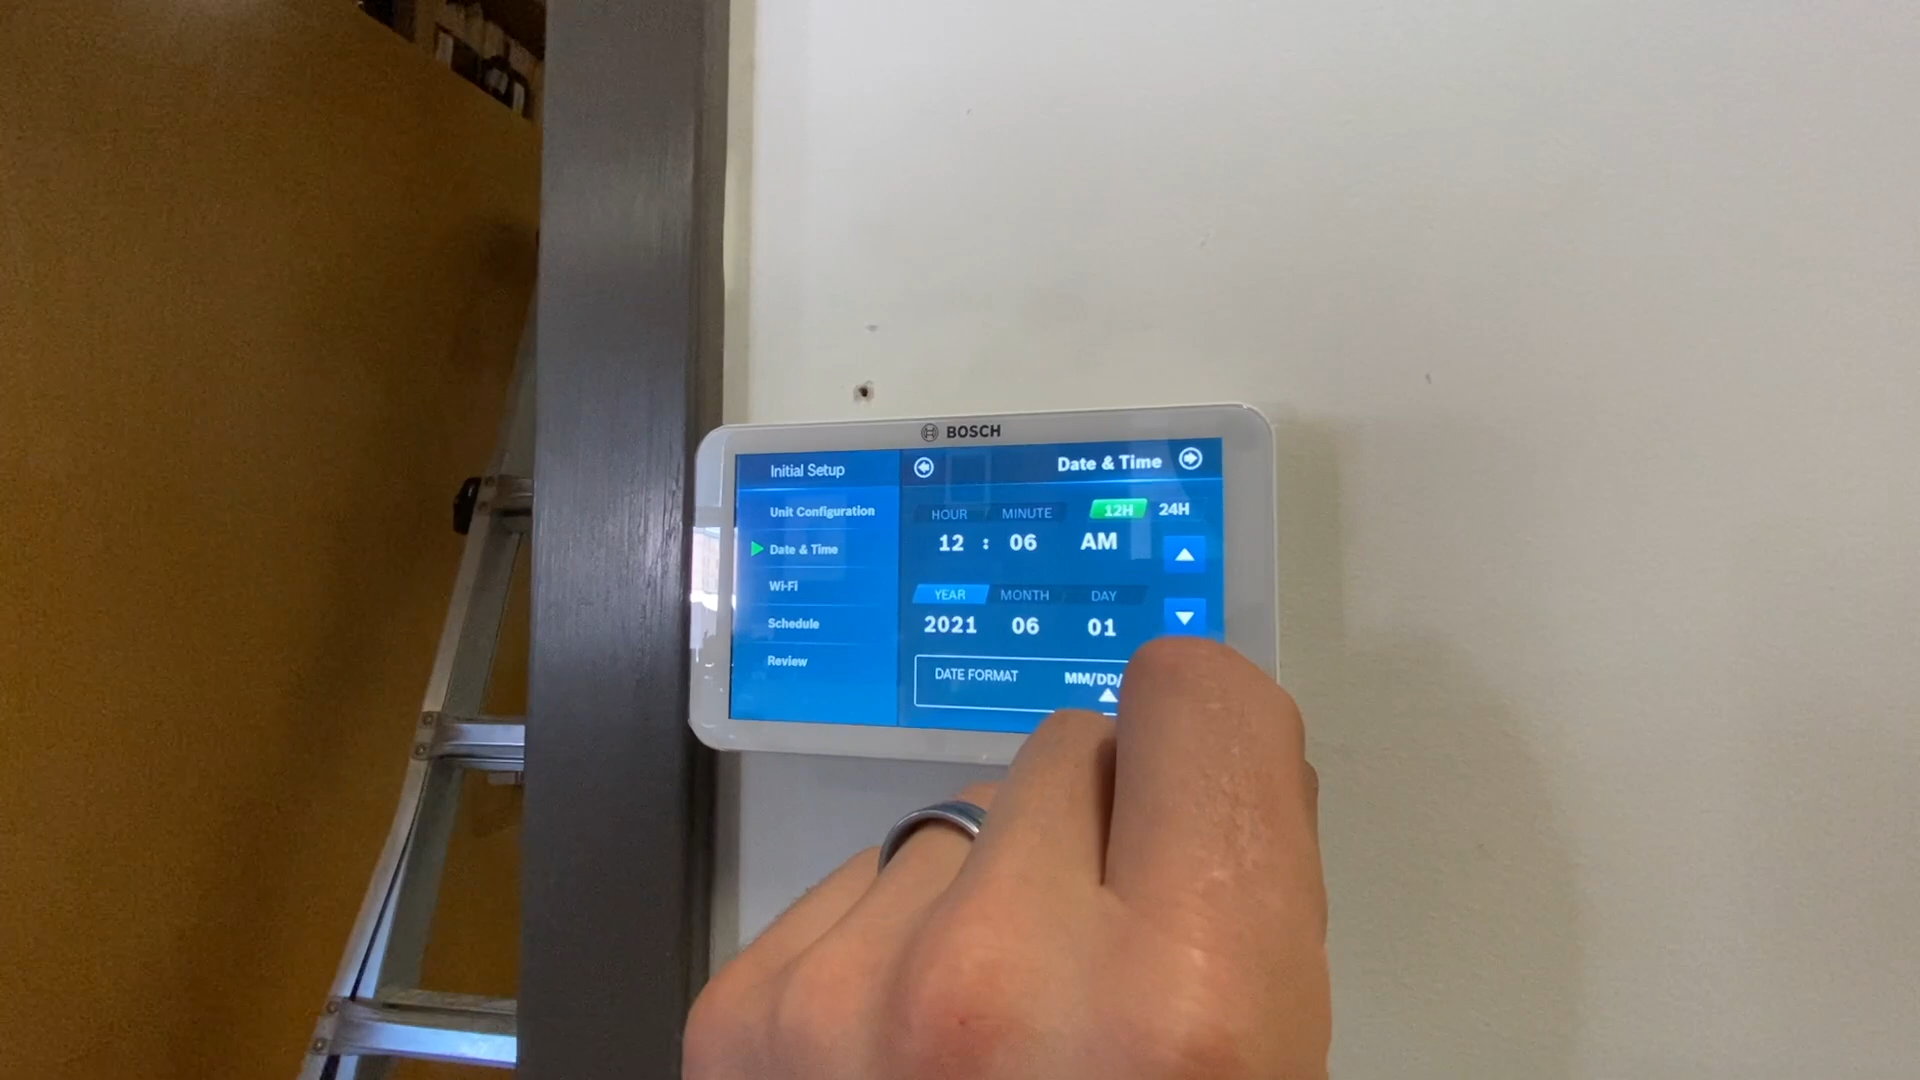 BOSCH
Initial Setup
Unit Configuration
Date & Time
Wi-Fi
Schedule
Review
Date & Time
HOUR MINUTE 12H 24H
12 : 06 AM
YEAR MONTH DAY
2021 06 01
DATE FORMAT MM/DD/